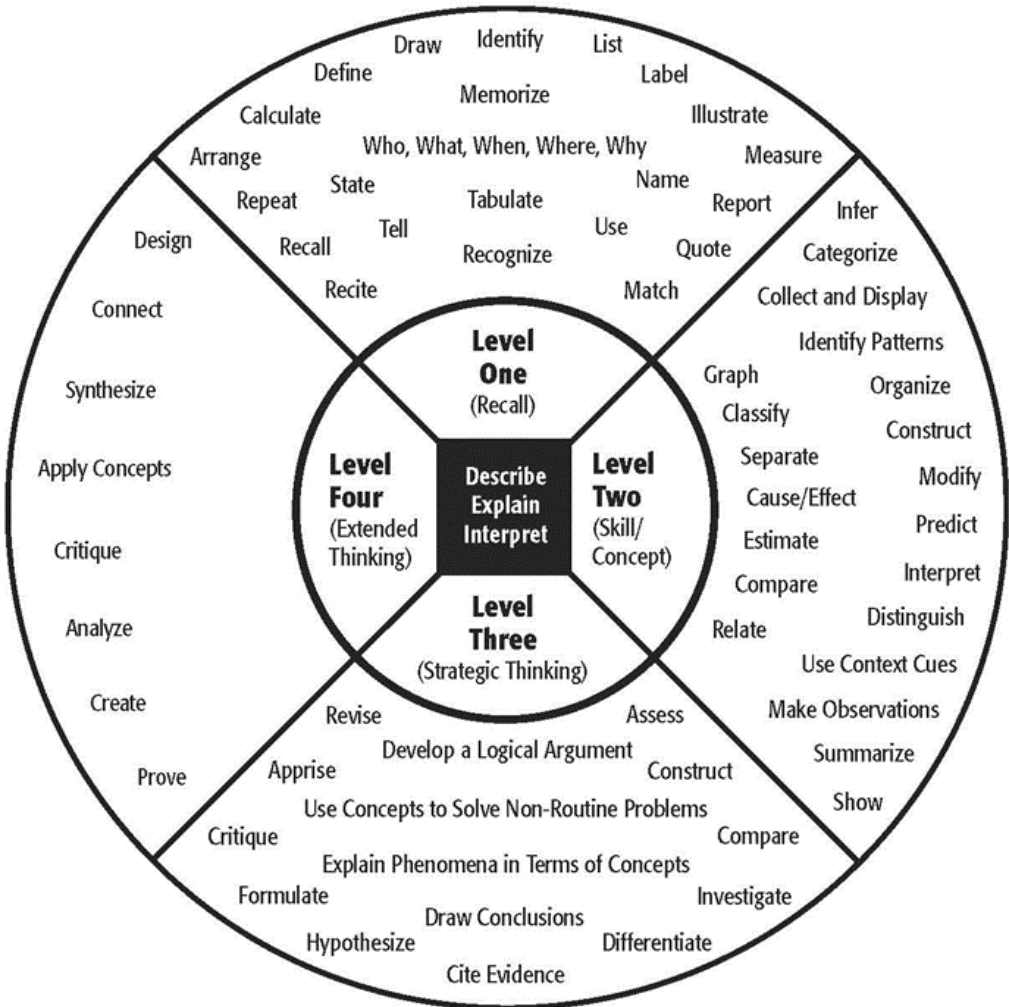 Draw
Identify
List
Define
Label
Memorize
Calculate
Illustrate
Who, What, When, Where, Why
Arrange
Measure
State
Name
Repeat
Tabulate
Report
Tell
Use
Recall
Recognize
Quote
Recite
Match
Level
One
(Recall)
Infer
Categorize
Collect and Display
Identify Patterns
Graph
Organize
Classify
Construct
Separate
Modify
Cause/Effect
Predict
Estimate
Interpret
Compare
Distinguish
Relate
Use Context Cues
Make Observations
Summarize
Show
Level
Two
(Skill/
Concept)
Describe
Explain
Interpret
Level
Three
(Strategic Thinking)
Revise
Assess
Develop a Logical Argument
Apprise
Construct
Use Concepts to Solve Non-Routine Problems
Critique
Compare
Explain Phenomena in Terms of Concepts
Formulate
Investigate
Draw Conclusions
Hypothesize
Differentiate
Cite Evidence
Level
Four
(Extended
Thinking)
Design
Connect
Synthesize
Apply Concepts
Critique
Analyze
Create
Prove